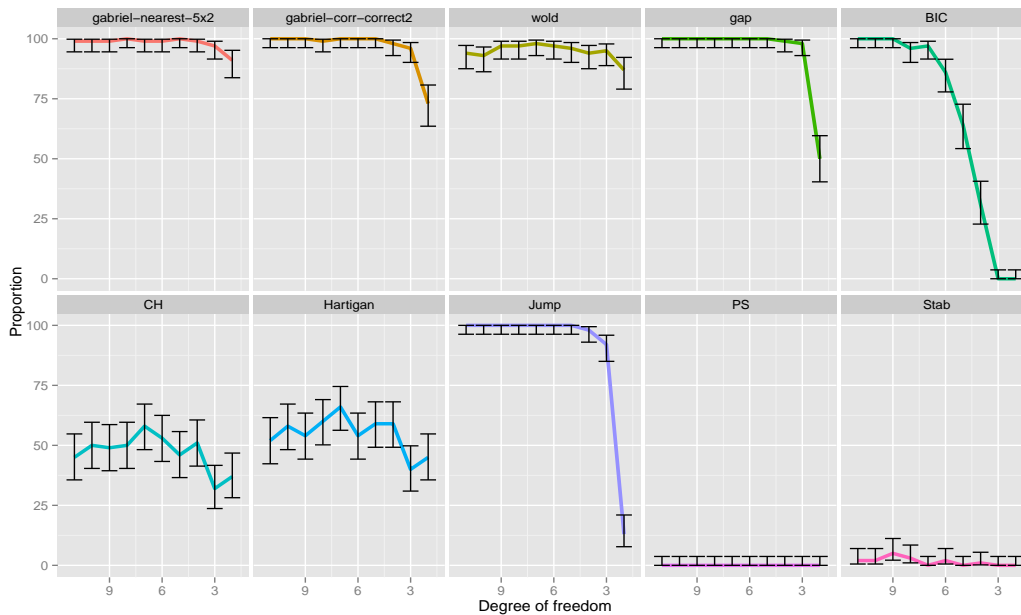 gabriel−nearest−5x2 gabriel−corr−correct2 wold gap BIC
100
75
50
25
0
CH Hartigan Jump PS Stab
100
75
50
25
0
9 6 3 9 6 3 9 6 3 9 6 3 9 6 3
Degree of freedom
Proportion